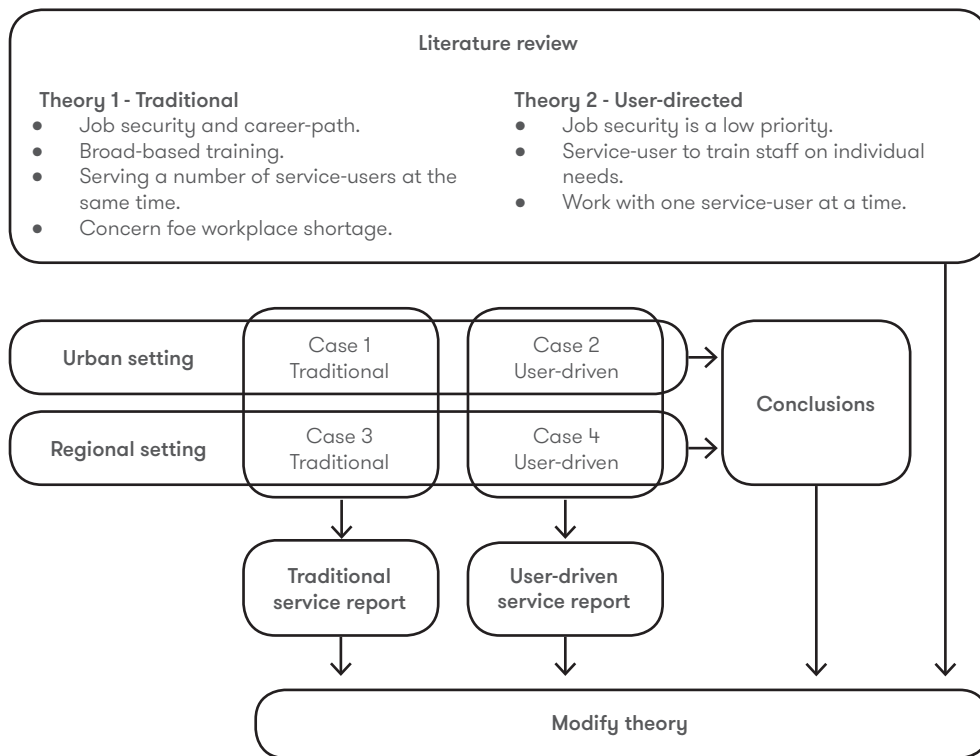 Literature review
Theory 1 - Traditional
● Job security and career-path.
● Broad-based training.
● Serving a number of service-users at the
same time.
● Concern foe workplace shortage.
Theory 2 - User-directed
● Job security is a low priority.
● Service-user to train staff on individual
needs.
● Work with one service-user at a time.
Urban setting
Case 1
Traditional
Case 2
User-driven
Regional setting
Case 3
Traditional
Case 4
User-driven
Conclusions
Traditional
service report
User-driven
service report
Modify theory